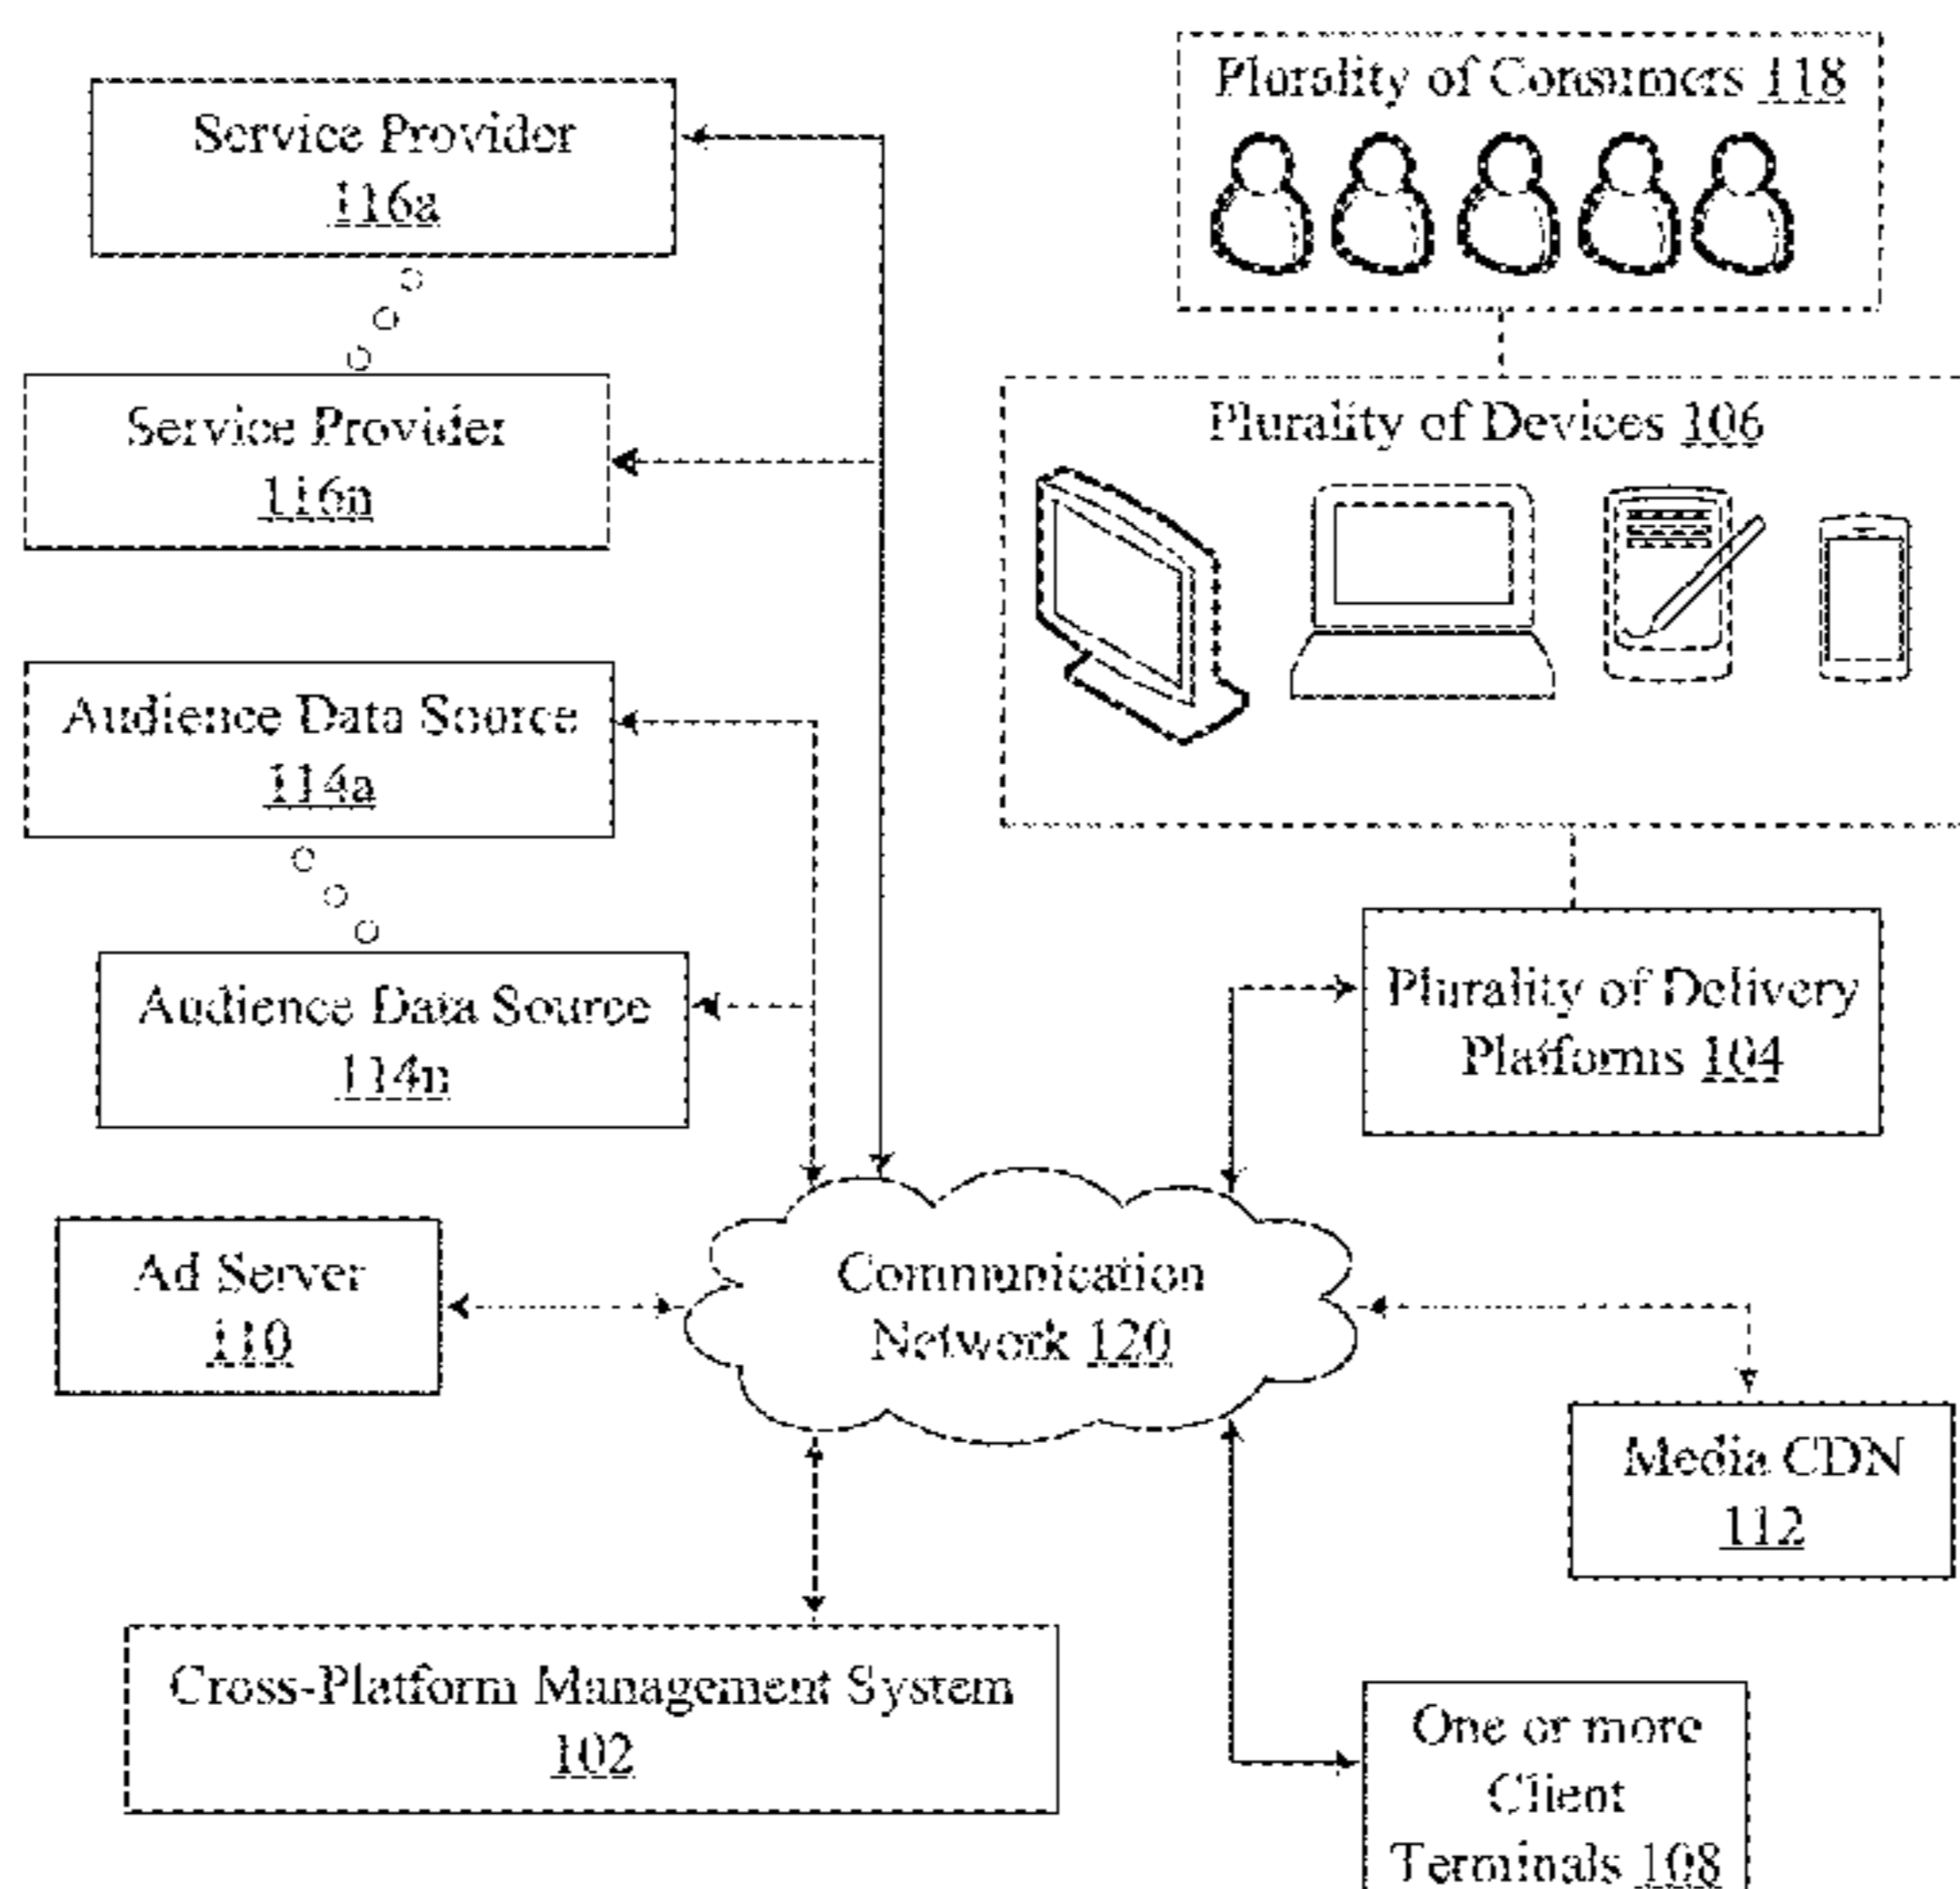 Service Provider
116a
Service Provider
116n
Audience Data Source
114a
Audience Data Source
114n
Ad Server
110
Plurality of Consumers 118
Plurality of Devices 106
Plurality of Delivery
Platforms 104
Communication
Network 120
Media CDN
112
Cross-Platform Management System
102
One or more
Client
Terminals 108